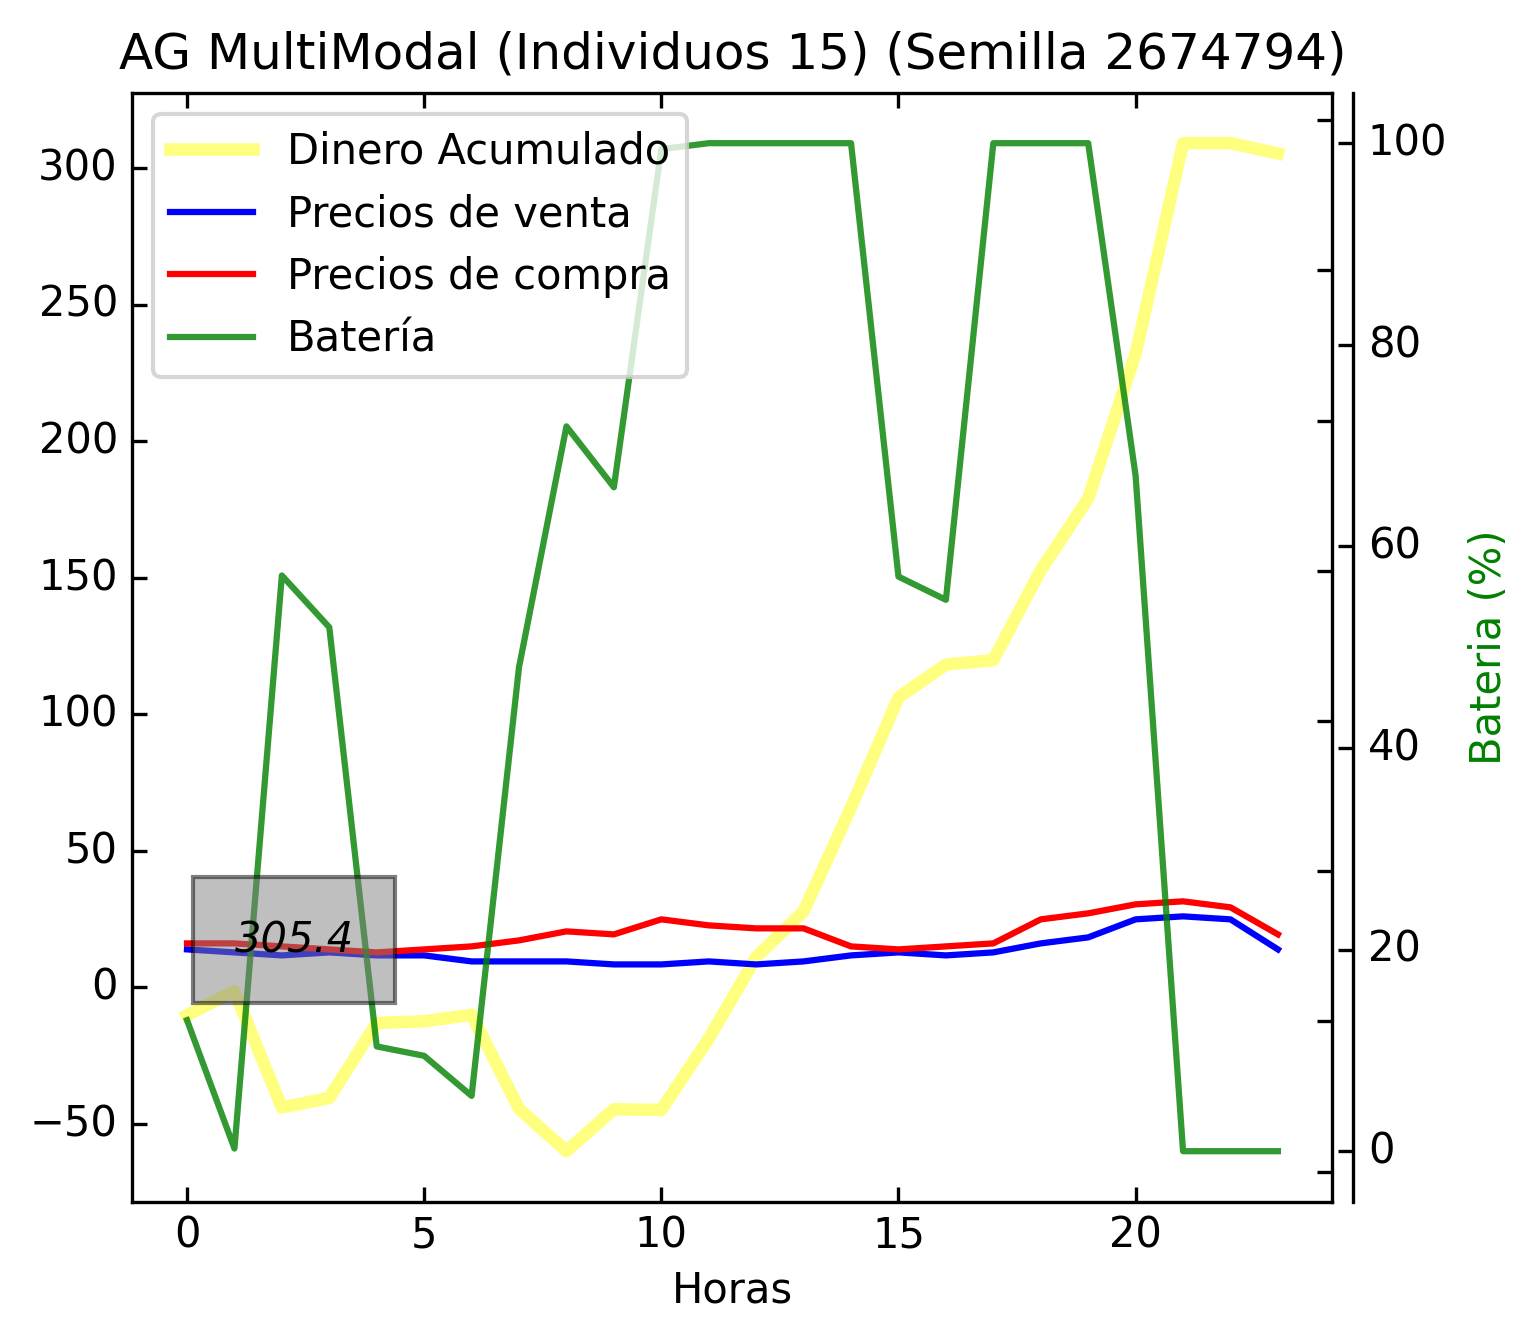 AG MultiModal (Individuos 15) (Semilla 2674794)
Dinero Acumulado
Precios de venta
Precios de compra
Batería
300
250
200
150
100
50
0
−50
305.4
100
80
60
40
20
0
Bateria (%)
0 5 10 15 20
Horas